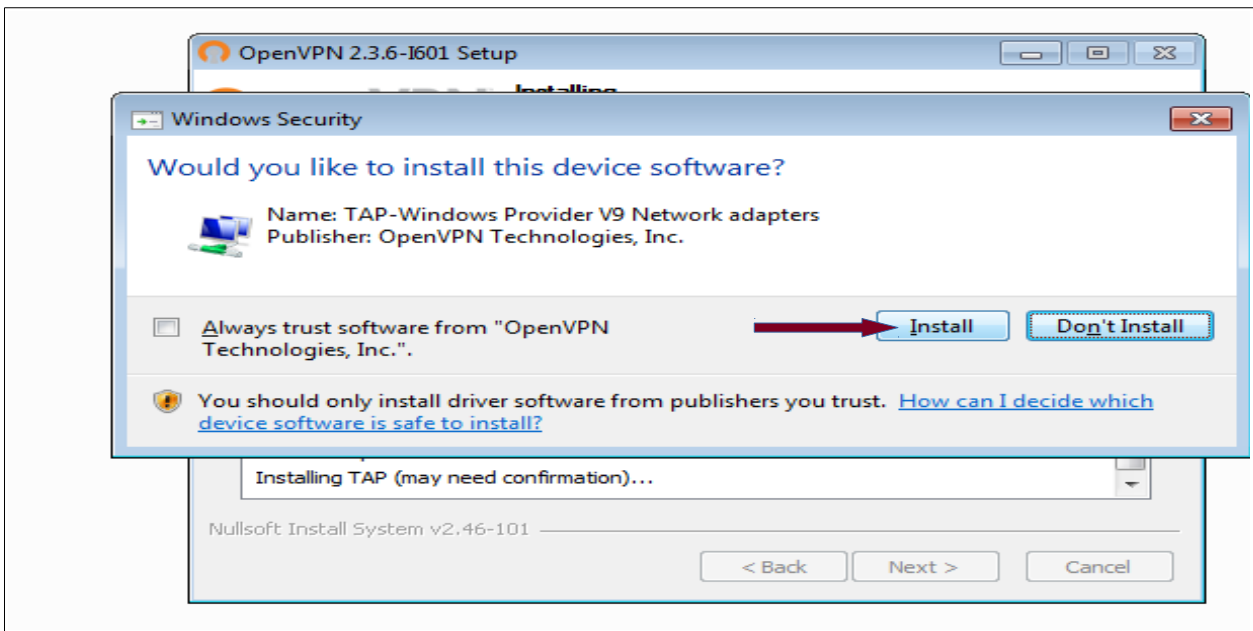 OpenVPN 2.3.6-I601 Setup
Installing
Windows Security
Would you like to install this device software?
Name: TAP-Windows Provider V9 Network adapters
Publisher: OpenVPN Technologies, Inc.
Always trust software from "OpenVPN
Technologies, Inc.".
Install
Don't Install
You should only install driver software from publishers you trust. How can I decide which
device software is safe to install?
Installing TAP (may need confirmation)...
Nullsoft Install System v2.46-101
< Back
Next >
Cancel